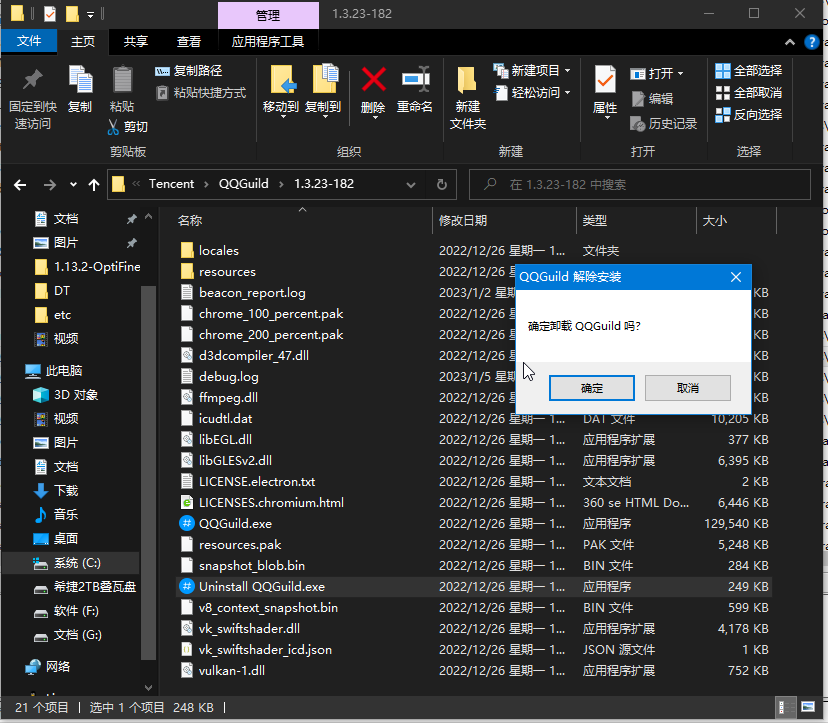 管理
1.3.23-182
文件
主页
共享
查看
应用程序工具
固定到快
速访问
复制
粘贴
复制路径
粘贴快捷方式
剪切
剪贴板
移动到
复制到
删除
重命名
组织
新建
文件夹
新建项目
轻松访问
新建
属性
打开
编辑
历史记录
打开
全部选择
全部取消
反向选择
选择
« Tencent › QQGuild › 1.3.23-182
在 1.3.23-182 中搜索
文档
图片
1.13.2-OptiFine
DT
etc
视频
此电脑
3D 对象
视频
图片
文档
下载
音乐
桌面
系统 (C:)
希捷2TB叠瓦盘
软件 (F:)
文档 (G:)
网络
名称 修改日期 类型 大小
locales 2022/12/26 星期一 1... 文件夹
resources 2022/12/26
beacon_report.log 2023/1/2 星期 KB
chrome_100_percent.pak 2022/12/26 KB
chrome_200_percent.pak 2022/12/26 KB
d3dcompiler_47.dll 2022/12/26 KB
debug.log 2023/1/5 星期 KB
ffmpeg.dll 2022/12/26 KB
icudtl.dat 2022/12/26 星期一 1... DAT 文件 10,205 KB
libEGL.dll 2022/12/26 星期一 1... 应用程序扩展 377 KB
libGLESv2.dll 2022/12/26 星期一 1... 应用程序扩展 6,395 KB
LICENSE.electron.txt 2022/12/26 星期一 1... 文本文档 2 KB
LICENSES.chromium.html 2022/12/26 星期一 1... 360 se HTML Do... 6,446 KB
QQGuild.exe 2022/12/26 星期一 1... 应用程序 129,540 KB
resources.pak 2022/12/26 星期一 1... PAK 文件 5,248 KB
snapshot_blob.bin 2022/12/26 星期一 1... BIN 文件 284 KB
Uninstall QQGuild.exe 2022/12/26 星期一 1... 应用程序 249 KB
v8_context_snapshot.bin 2022/12/26 星期一 1... BIN 文件 599 KB
vk_swiftshader.dll 2022/12/26 星期一 1... 应用程序扩展 4,178 KB
vk_swiftshader_icd.json 2022/12/26 星期一 1... JSON 源文件 1 KB
vulkan-1.dll 2022/12/26 星期一 1... 应用程序扩展 752 KB
QQGuild 解除安装
确定卸载 QQGuild 吗?
确定
取消
21 个项目 选中 1 个项目 248 KB